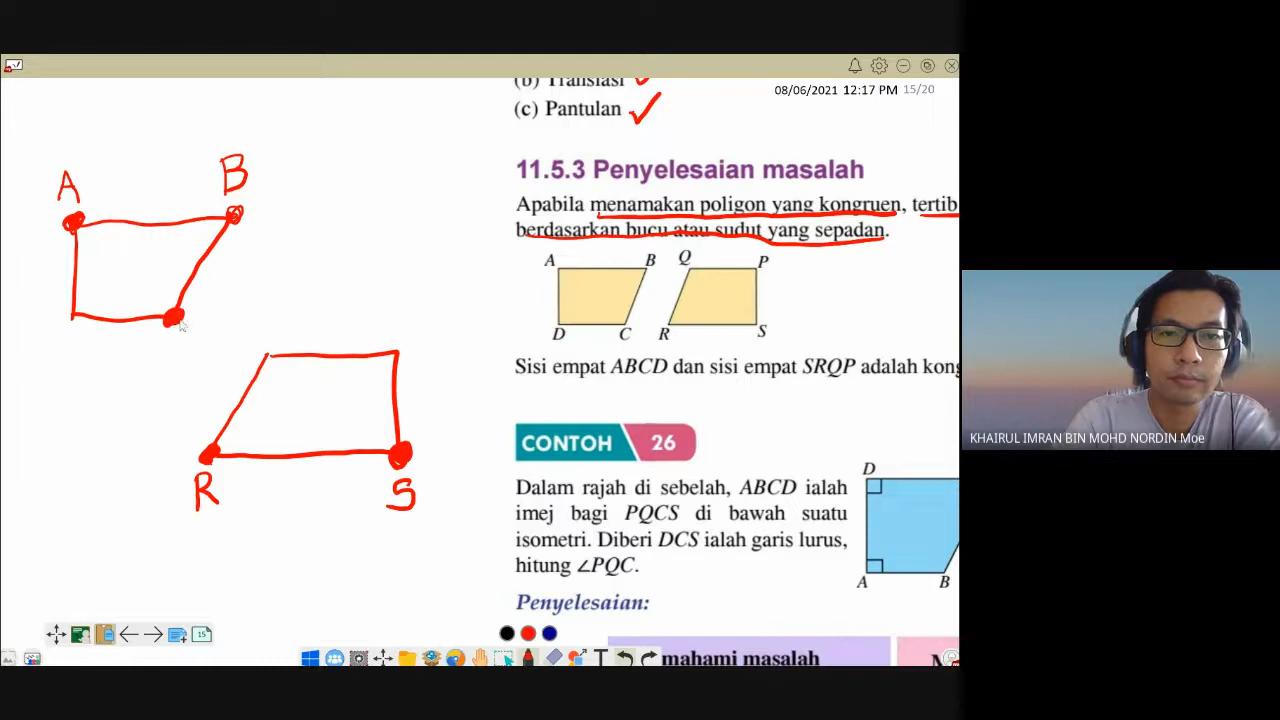 (b) Translasi
08/06/2021 12:17 PM 15/20
(c) Pantulan
11.5.3 Penyelesaian masalah
Apabila menamakan poligon yang kongruen, tertib
berdasarkan bucu atau sudut yang sepadan.
A B Q P
D C R S
Sisi empat ABCD dan sisi empat SRQP adalah kong
CONTOH 26
Dalam rajah di sebelah, ABCD ialah
imej bagi PQCS di bawah suatu
isometri. Diberi DCS ialah garis lurus,
hitung ∠PQC.
D
A B
Penyelesaian:
mahami masalah
A
B
R
S
15
KHAIRUL IMRAN BIN MOHD NORDIN Moe